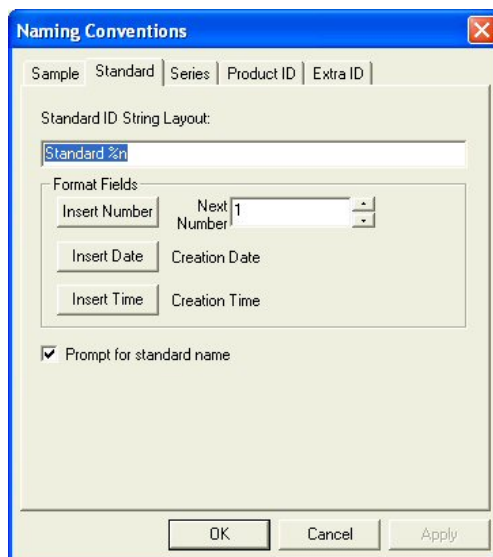 Naming Conventions
Sample Standard Series Product ID Extra ID
Standard ID String Layout:
Standard %n
Format Fields
Insert Number Next Number 1
Insert Date Creation Date
Insert Time Creation Time
Prompt for standard name
OK Cancel Apply